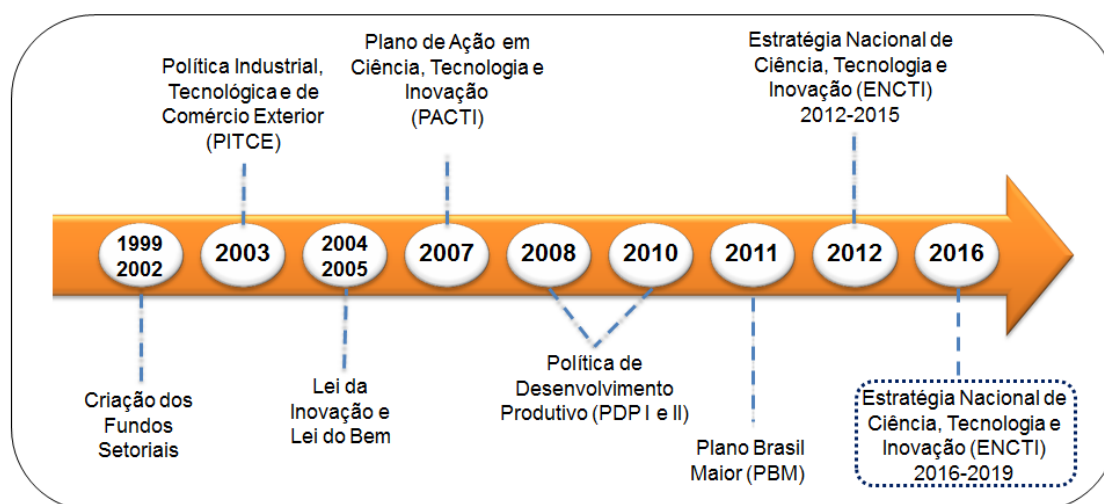 Política Industrial,
Tecnológica e de
Comércio Exterior
(PITCE)
Plano de Ação em
Ciência, Tecnologia e
Inovação
(PACTI)
Estratégia Nacional de
Ciência, Tecnologia e
Inovação (ENCTI)
2012-2015
1999
2002
2003
2004
2005
2007
2008
2010
2011
2012
2016
Criação dos
Fundos
Setoriais
Lei da
Inovação e
Lei do Bem
Política de
Desenvolvimento
Produtivo (PDP I e II)
Plano Brasil
Maior (PBM)
Estratégia Nacional de
Ciência, Tecnologia e
Inovação (ENCTI)
2016-2019